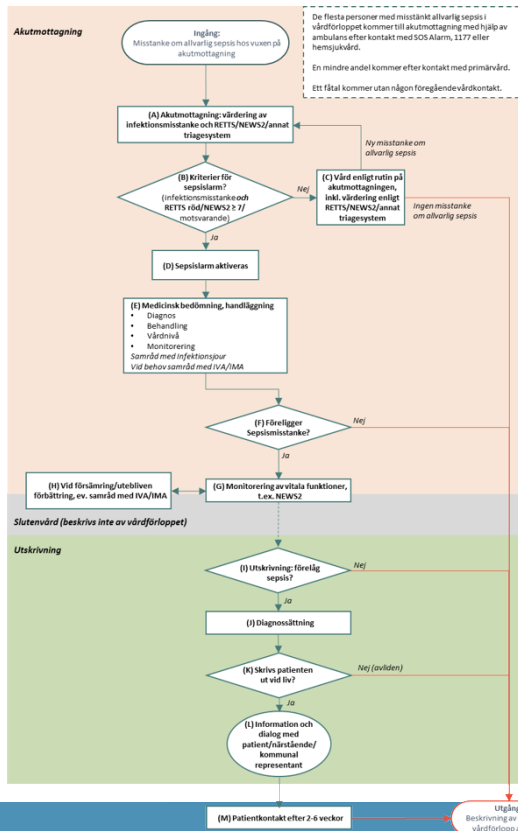 De flesta personer med misstänkt allvarlig sepsis i
vårdförloppet kommer till akutmottagning med hjälp av
ambulans efter kontakt med SOS Alarm, 1177 eller
hemsjukvård.
En mindre andel kommer efter kontakt med primärvård.
Ett fåtal kommer utan någon föregående vårdkontakt.
Akutmottagning
Ingång:
Misstanke om allvarlig sepsis hos vuxen på
akutmottagning
(A) Akutmottagning: värdering av
infektionsmisstanke och RETTS/NEWS2/annat
triagesystem
Ny misstanke om
allvarlig sepsis
(B) Kriterier för
sepsislarm?
(infektionsmisstanke och
RETTS röd/NEWS2 ≥ 7/
motsvarande)
Nej
(C) Vård enligt rutin på
akutmottagningen,
inkl. värdering enligt
RETTS/NEWS2/annat
triagesystem
Ingen misstanke
om allvarlig sepsis
Ja
(D) Sepsislarm aktiveras
(E) Medicinsk bedömning, handläggning
• Diagnos
• Behandling
• Vårdnivå
• Monitorering
Samråd med Infektionsjour
Vid behov samråd med IVA/IMA
(F) Föreligger
Sepsismisstanke?
Nej
Ja
(H) Vid försämring/utebliven
förbättring, ev. samråd med IVA/IMA
(G) Monitorering av vitala funktioner,
t.ex. NEWS2
Slutenvård (beskrivs inte av vårdförloppet)
Utskrivning
(I) Utskrivning: förelåg
sepsis?
Nej
Ja
(J) Diagnossättning
(K) Skrivs patienten
ut vid liv?
Nej (avliden)
Ja
(L) Information och
dialog med
patient/närstående/
kommunal
representant
(M) Patientkontakt efter 2-6 veckor
Utgång
Beskrivning av